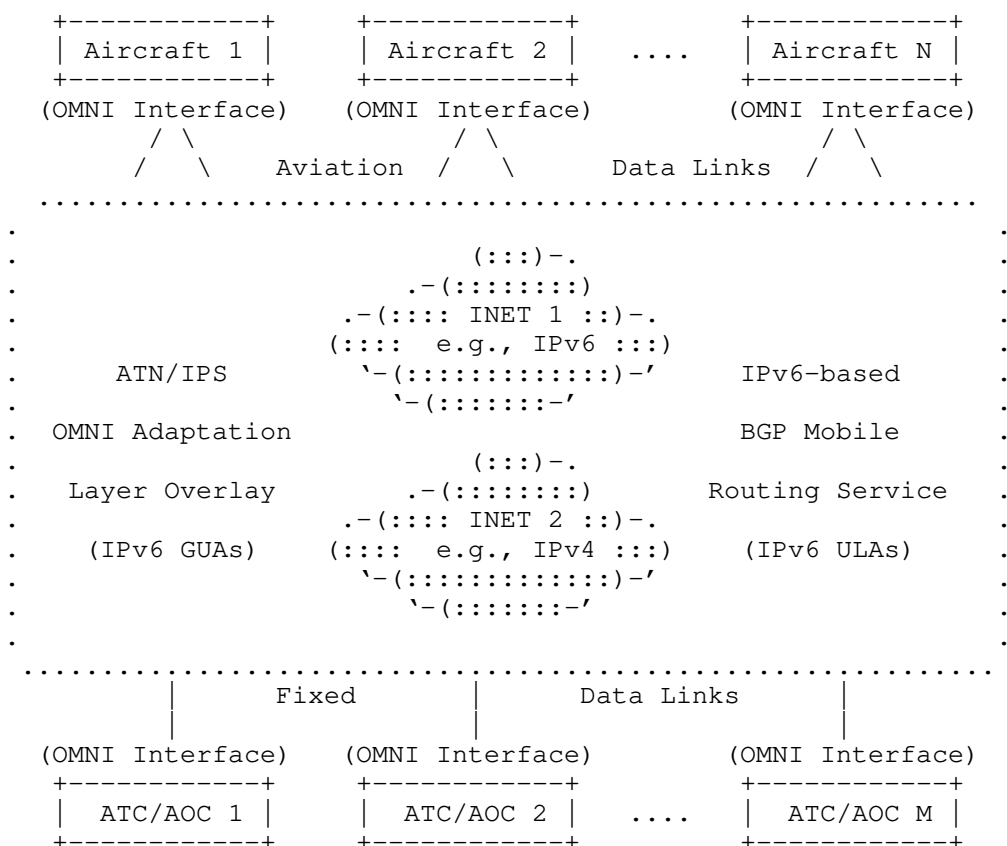 +------------+ +------------+ +------------+
| Aircraft 1 | | Aircraft 2 | .... | Aircraft N |
+------------+ +------------+ +------------+
(OMNI Interface) (OMNI Interface) (OMNI Interface)
/ \ / \ / \
/ \ Aviation / \ Data Links / \
...........................................................
. .
. (:::)-. .
. .-(::::::::) .
. .-(:::: INET 1 ::)-. .
. (:::: e.g., IPv6 :::) .
. ATN/IPS `-(:::::::::::::)-' IPv6-based .
. `-(:::::::-' .
. OMNI Adaptation BGP Mobile .
. (:::)-. .
. Layer Overlay .-(::::::::) Routing Service .
. .-(:::: INET 2 ::)-. .
. (IPv6 GUAs) (:::: e.g., IPv4 :::) (IPv6 ULAs) .
. `-(:::::::::::::)-' .
. `-(:::::::-' .
. .
.............................................................
| Fixed | Data Links |
| | |
(OMNI Interface) (OMNI Interface) (OMNI Interface)
+------------+ +------------+ +------------+
| ATC/AOC 1 | | ATC/AOC 2 | .... | ATC/AOC M |
+------------+ +------------+ +------------+